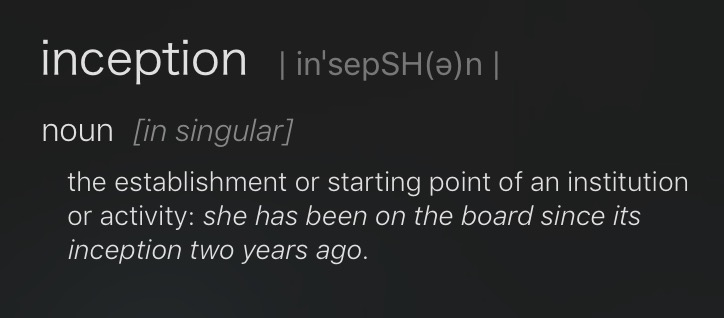 inception | inˈsepSH(ə)n |
noun [in singular]
the establishment or starting point of an institution
or activity: she has been on the board since its
inception two years ago.